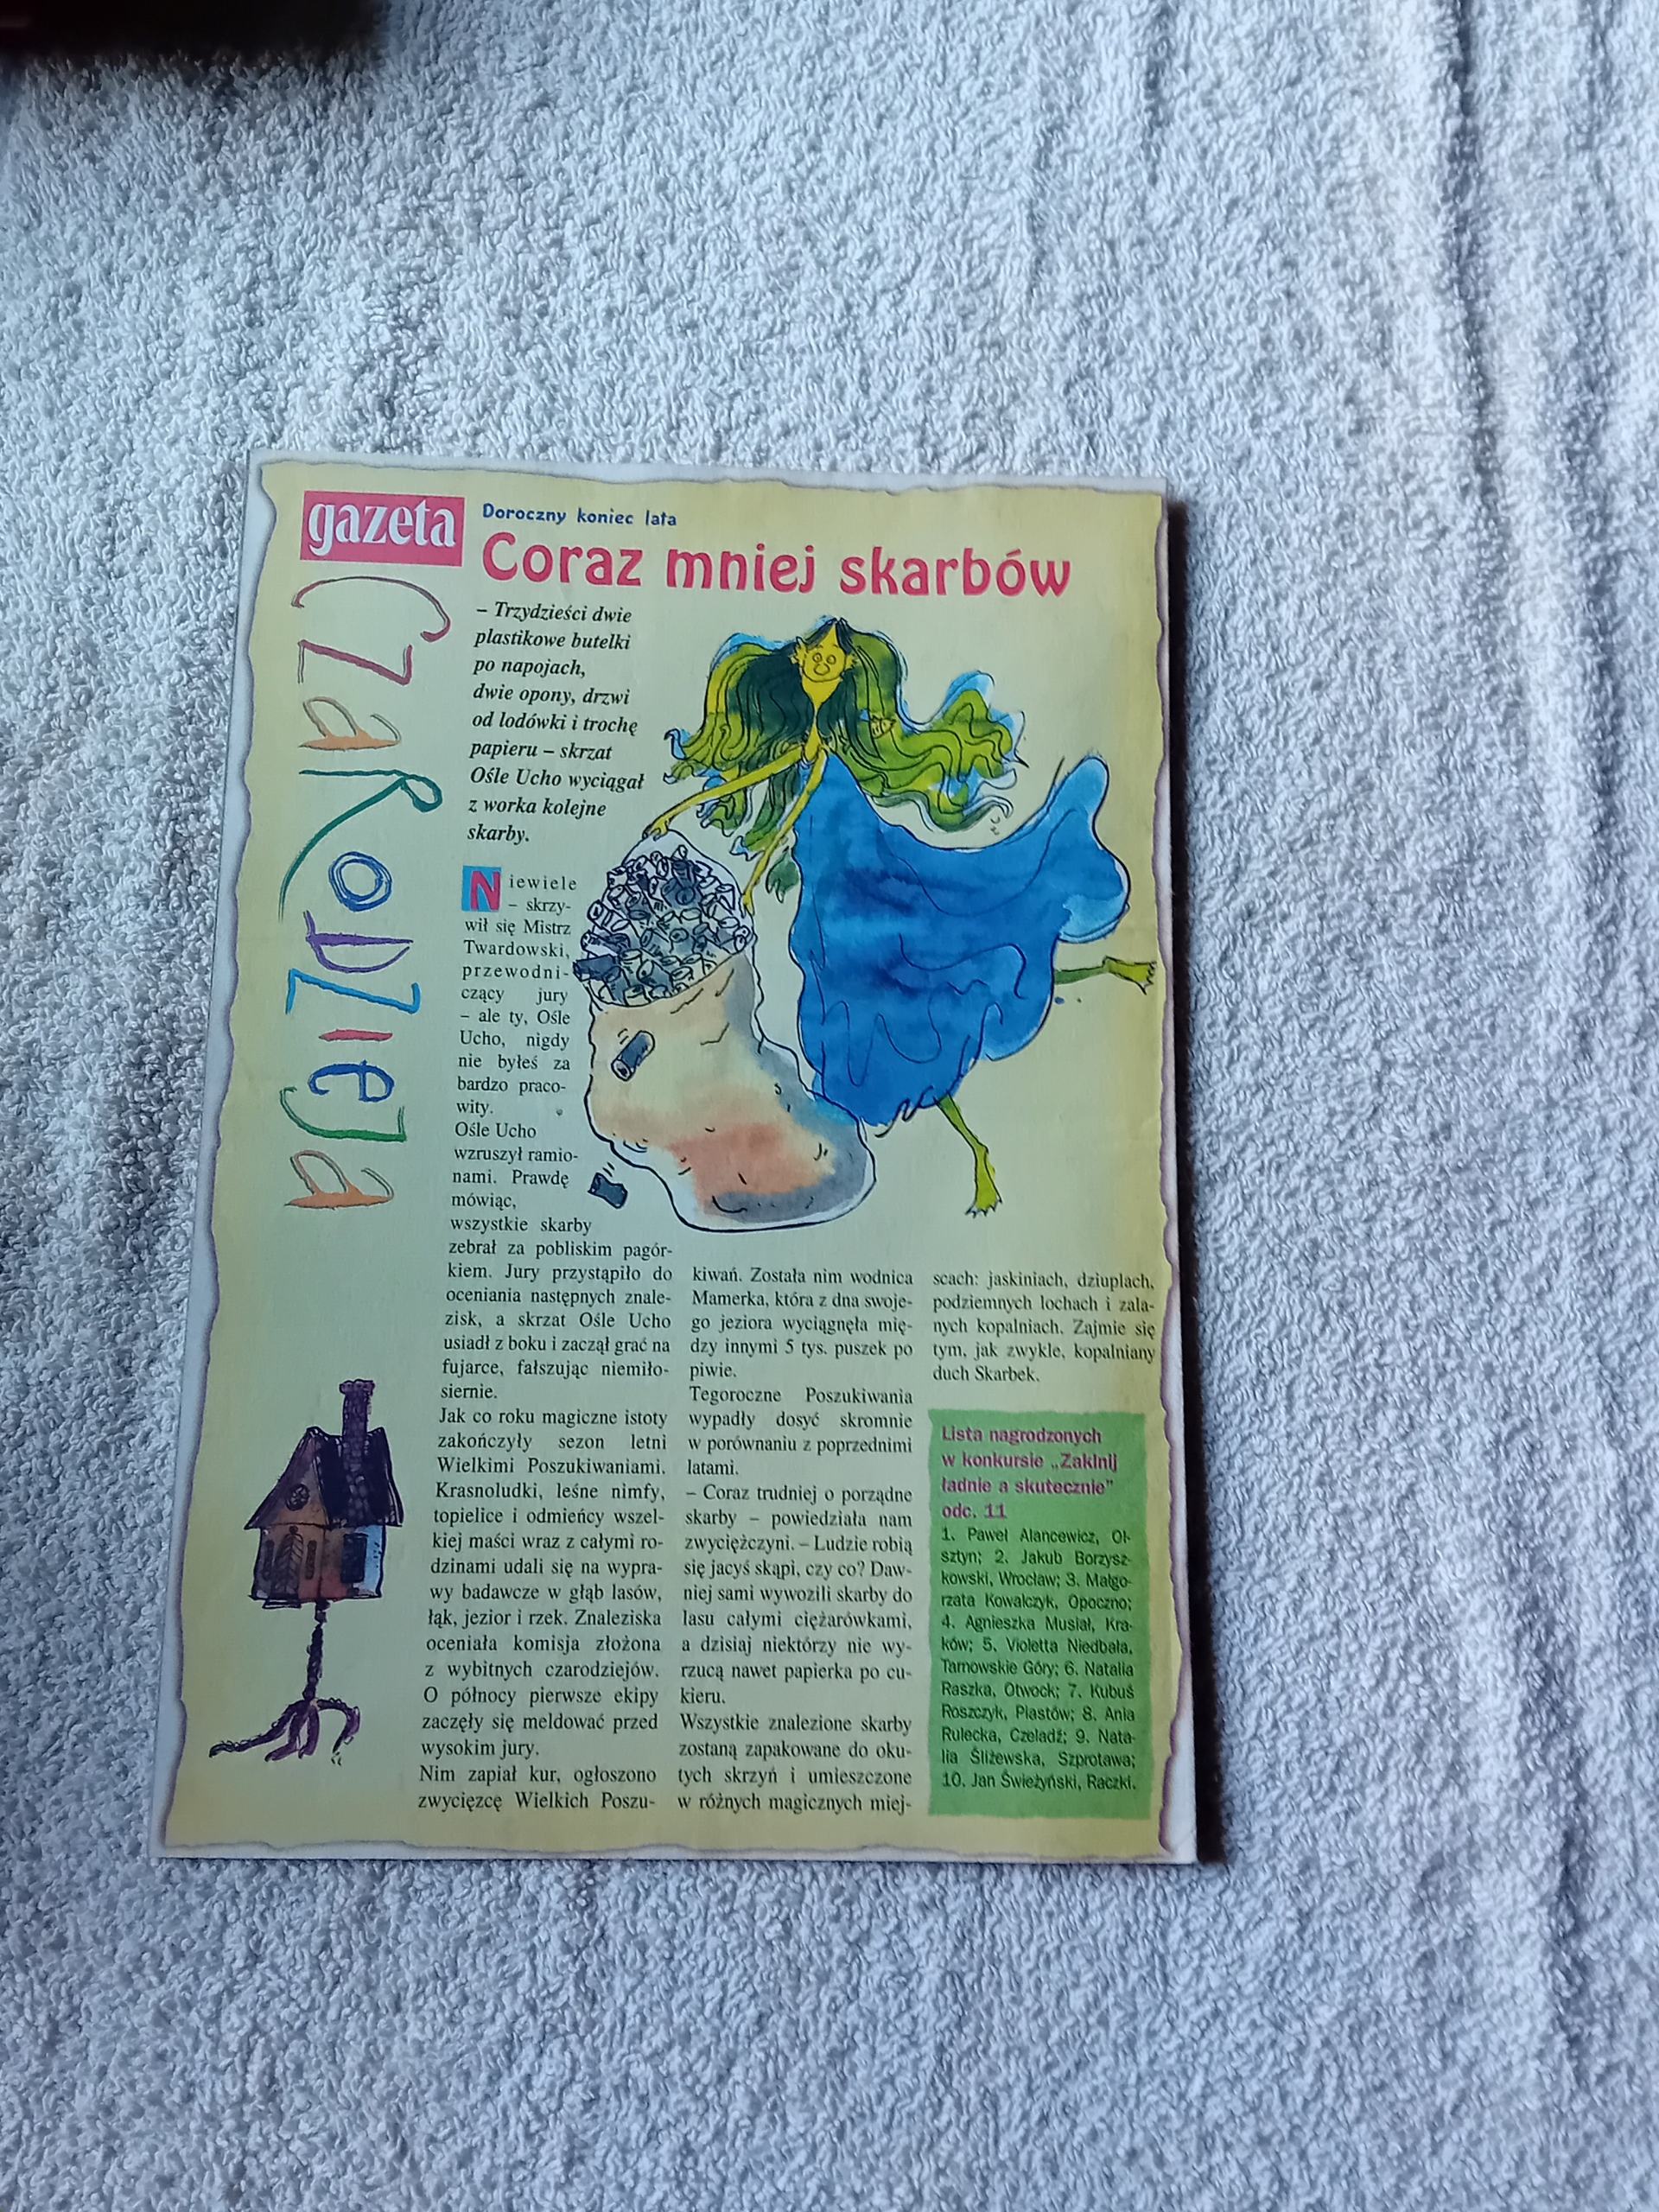 gazeta
CZaRODZIEJa
Doroczny koniec lata
Coraz mniej skarbów
– Trzydzieści dwie
plastikowe butelki
po napojach,
dwie opony, drzwi
od lodówki i trochę
papieru – skrzat
Ośle Ucho wyciągał
z worka kolejne
skarby.
Niewiele
– skrzy-
wił się Mistrz
Twardowski,
przewodni-
czący jury
– ale ty, Ośle
Ucho, nigdy
nie byłeś za
bardzo praco-
wity.
Ośle Ucho
wzruszył ramio-
nami. Prawdę
mówiąc,
wszystkie skarby
zebrał za pobliskim pagór-
kiem. Jury przystąpiło do
oceniania następnych znale-
zisk, a skrzat Ośle Ucho
usiadł z boku i zaczął grać na
fujarce, fałszując niemiło-
siernie.
Jak co roku magiczne istoty
zakończyły sezon letni
Wielkimi Poszukiwaniami.
Krasnoludki, leśne nimfy,
topielice i odmieńcy wszel-
kiej maści wraz z całymi ro-
dzinami udali się na wypra-
wy badawcze w głąb lasów,
łąk, jezior i rzek. Znaleziska
oceniała komisja złożona
z wybitnych czarodziejów.
O północy pierwsze ekipy
zaczęły się meldować przed
wysokim jury.
Nim zapiał kur, ogłoszono
zwycięzcę Wielkich Poszu-
kiwań. Została nim wodnica
Mamerka, która z dna swoje-
go jeziora wyciągnęła mię-
dzy innymi 5 tys. puszek po
piwie.
Tegoroczne Poszukiwania
wypadły dosyć skromnie
w porównaniu z poprzednimi
latami.
– Coraz trudniej o porządne
skarby – powiedziała nam
zwyciężczyni. – Ludzie robią
się jacyś skąpi, czy co? Daw-
niej sami wywozili skarby do
lasu całymi ciężarówkami,
a dzisiaj niektórzy nie wy-
rzucą nawet papierka po cu-
kieru.
Wszystkie znalezione skarby
zostaną zapakowane do oku-
tych skrzyń i umieszczone
w różnych magicznych miej-
scach: jaskiniach, dziuplach,
podziemnych lochach i zala-
nych kopalniach. Zajmie się
tym, jak zwykle, kopalniany
duch Skarbek.
Lista nagrodzonych
w konkursie „Zaklnij
ładnie a skutecznie”
odc. 11
1. Paweł Alancewicz, Ol-
sztyn; 2. Jakub Borzysz-
kowski, Wrocław; 3. Małgo-
rzata Kowalczyk, Opoczno;
4. Agnieszka Musiał, Kra-
ków; 5. Violetta Niedbała,
Tarnowskie Góry; 6. Natalia
Raszka, Otwock; 7. Kubuś
Roszczyk, Piastów; 8. Ania
Rulecka, Czeladź; 9. Nata-
lia Śliżewska, Szprotawa;
10. Jan Świeżyński, Raczki.